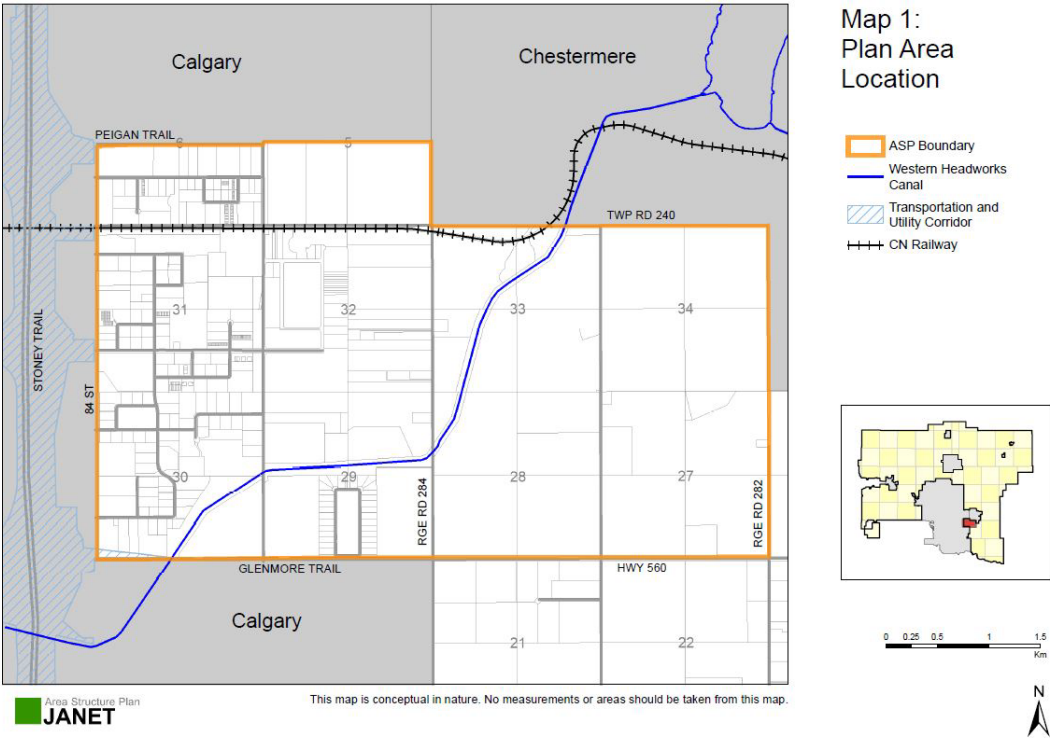 Map 1:
Plan Area
Location
Calgary
Chestermere
PEIGAN TRAIL
6
5
TWP RD 240
ASP Boundary
Western Headworks
Canal
Transportation and
Utility Corridor
CN Railway
31
32
33
34
STONEY TRAIL
84 ST
30
29
28
27
RGE RD 284
RGE RD 282
GLENMORE TRAIL
HWY 560
Calgary
21
22
0 0.25 0.5 1 1.5
Km
N
Area Structure Plan
JANET
This map is conceptual in nature. No measurements or areas should be taken from this map.